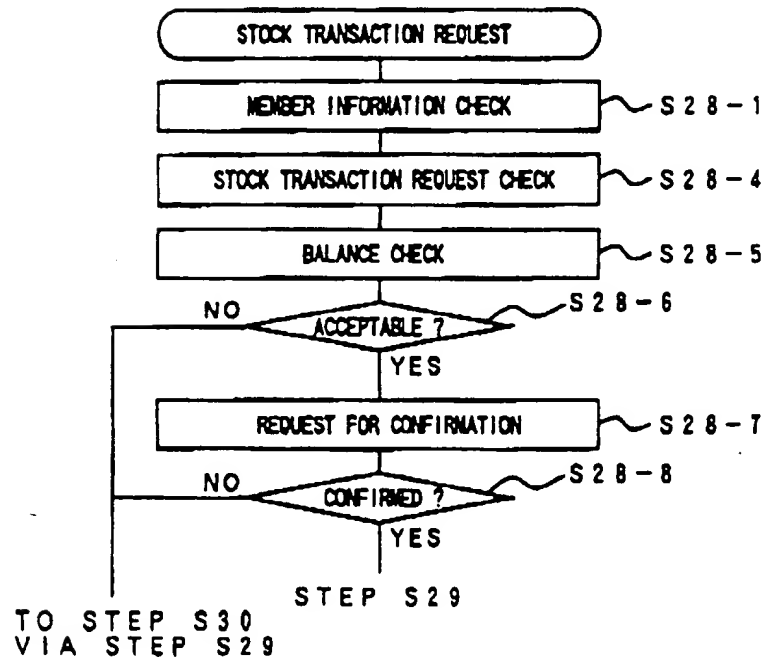 STOCK TRANSACTION REQUEST
MEMBER INFORMATION CHECK
S28-1
STOCK TRANSACTION REQUEST CHECK
S28-4
BALANCE CHECK
S28-5
S28-6
NO
ACCEPTABLE ?
YES
REQUEST FOR CONFIRMATION
S28-7
S28-8
NO
CONFIRMED ?
YES
STEP S29
TO STEP S30
VIA STEP S29